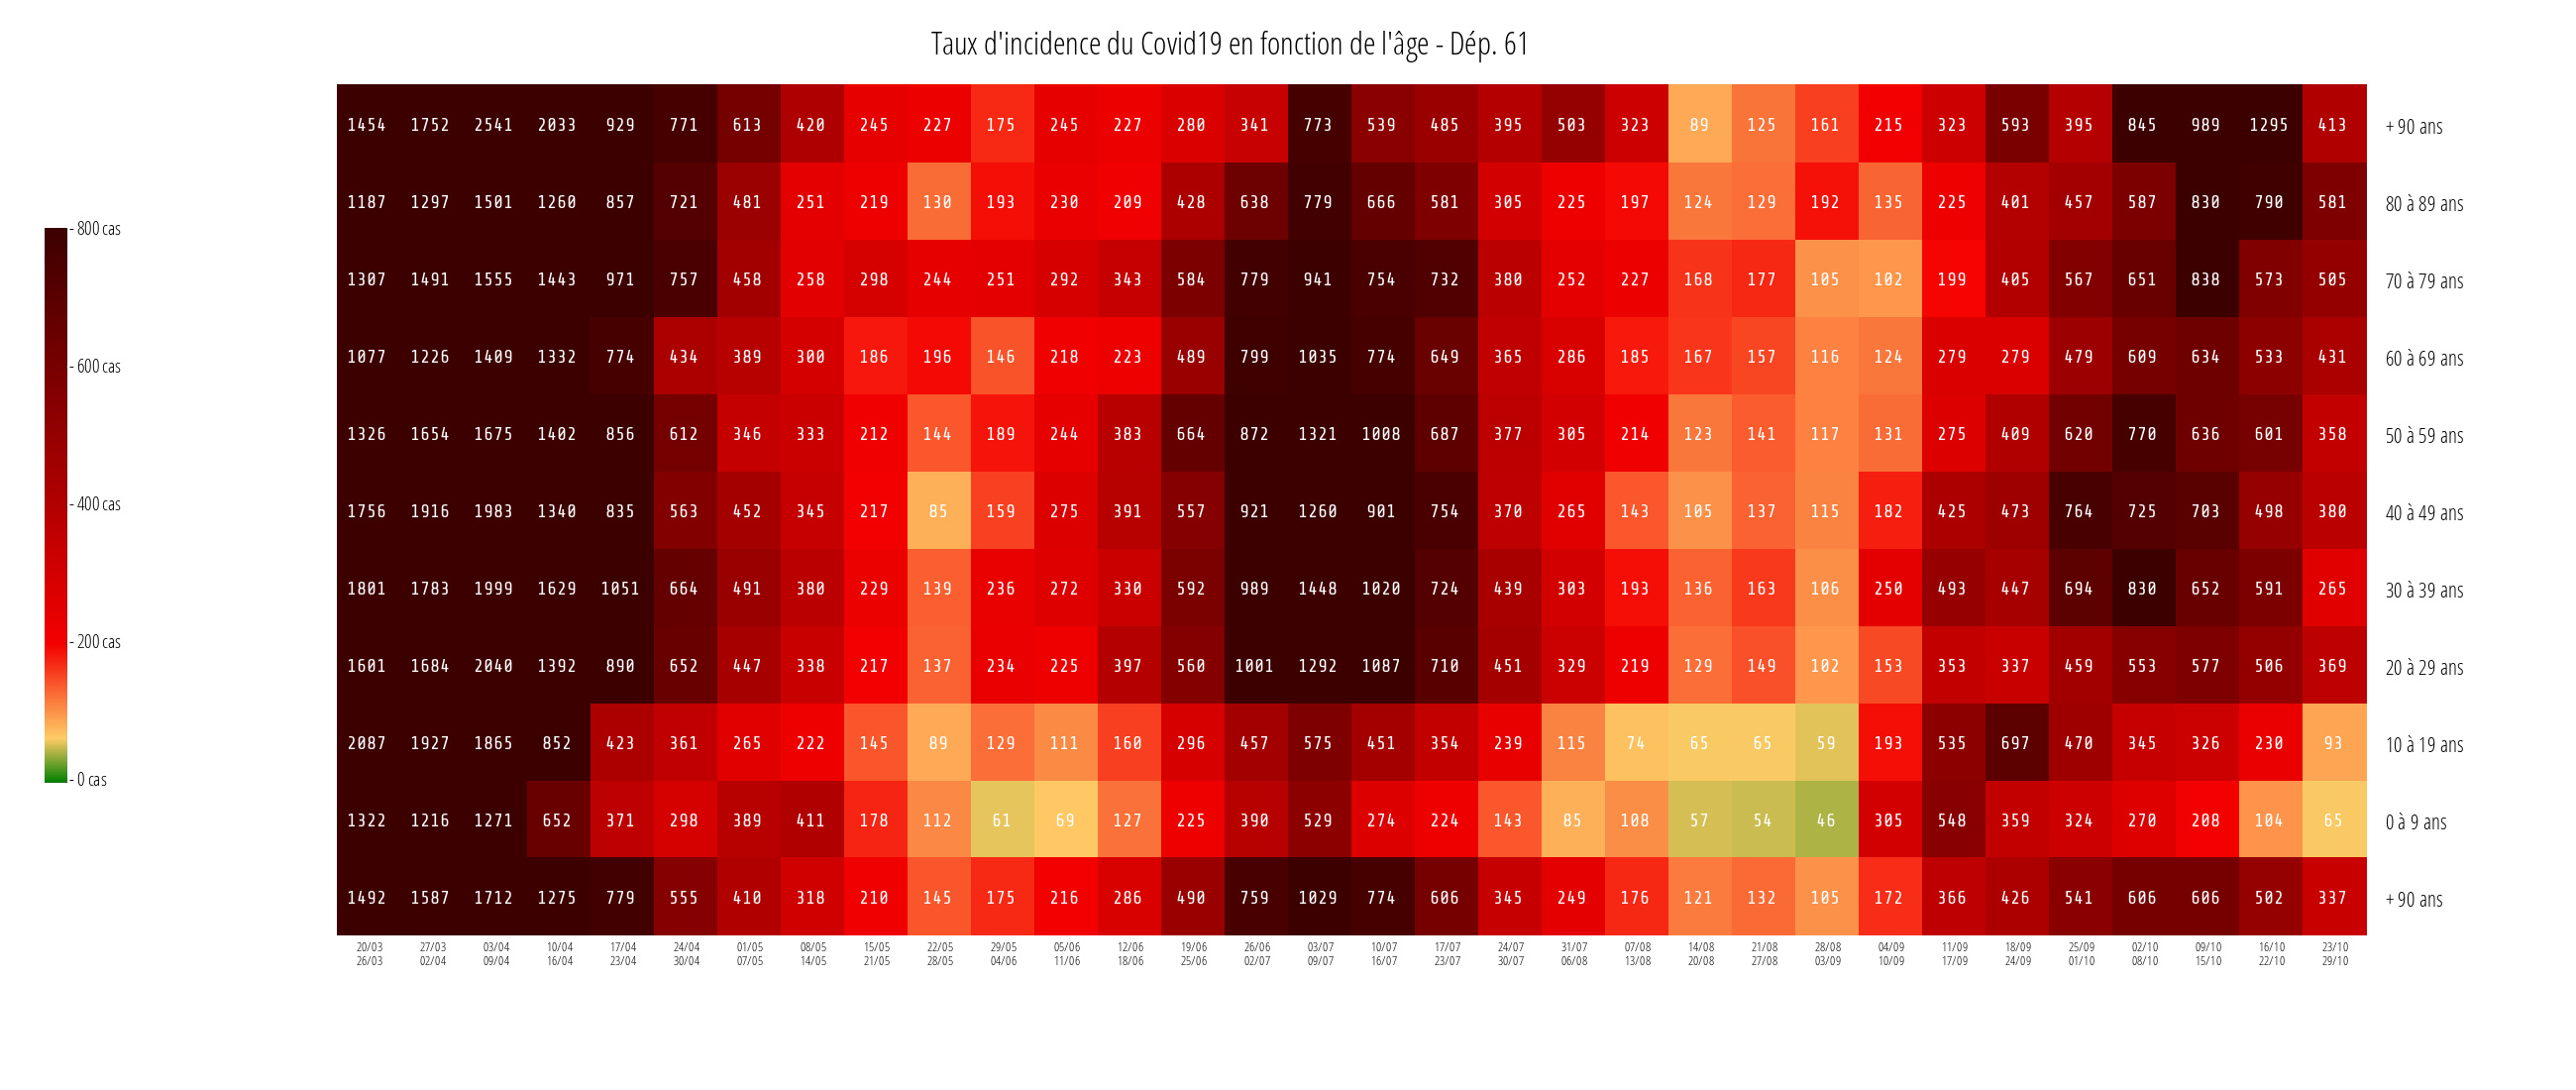 Taux d'incidence du Covid19 en fonction de l'âge - Dép. 61
1454 1752 2541 2033 929 771 613 420 245 227 175 245 227 280 341 773 539 485 395 503 323 89 125 161 215 323 593 395 845 989 1295 413 + 90 ans
1187 1297 1501 1260 857 721 481 251 219 130 193 230 209 428 638 779 666 581 305 225 197 124 129 192 135 225 401 457 587 830 790 581 80 à 89 ans
1307 1491 1555 1443 971 757 458 258 298 244 251 292 343 584 779 941 754 732 380 252 227 168 177 105 102 199 405 567 651 838 573 505 70 à 79 ans
1077 1226 1409 1332 774 434 389 300 186 196 146 218 223 489 799 1035 774 649 365 286 185 167 157 116 124 279 279 479 609 634 533 431 60 à 69 ans
1326 1654 1675 1402 856 612 346 333 212 144 189 244 383 664 872 1321 1008 687 377 305 214 123 141 117 131 275 409 620 770 636 601 358 50 à 59 ans
1756 1916 1983 1340 835 563 452 345 217 85 159 275 391 557 921 1260 901 754 370 265 143 105 137 115 182 425 473 764 725 703 498 380 40 à 49 ans
1801 1783 1999 1629 1051 664 491 380 229 139 236 272 330 592 989 1448 1020 724 439 303 193 136 163 106 250 493 447 694 830 652 591 265 30 à 39 ans
1601 1684 2040 1392 890 652 447 338 217 137 234 225 397 560 1001 1292 1087 710 451 329 219 129 149 102 153 353 337 459 553 577 506 369 20 à 29 ans
2087 1927 1865 852 423 361 265 222 145 89 129 111 160 296 457 575 451 354 239 115 74 65 65 59 193 535 697 470 345 326 230 93 10 à 19 ans
1322 1216 1271 652 371 298 389 411 178 112 61 69 127 225 390 529 274 224 143 85 108 57 54 46 305 548 359 324 270 208 104 65 0 à 9 ans
1492 1587 1712 1275 779 555 410 318 210 145 175 216 286 490 759 1029 774 606 345 249 176 121 132 105 172 366 426 541 606 606 502 337 + 90 ans
20/03 27/03 03/04 10/04 17/04 24/04 01/05 08/05 15/05 22/05 29/05 05/06 12/06 19/06 26/06 03/07 10/07 17/07 24/07 31/07 07/08 14/08 21/08 28/08 04/09 11/09 18/09 25/09 02/10 09/10 16/10 23/10
26/03 02/04 09/04 16/04 23/04 30/04 07/05 14/05 21/05 28/05 04/06 11/06 18/06 25/06 02/07 09/07 16/07 23/07 30/07 06/08 13/08 20/08 27/08 03/09 10/09 17/09 24/09 01/10 08/10 15/10 22/10 29/10
- 800 cas
- 600 cas
- 400 cas
- 200 cas
- 0 cas